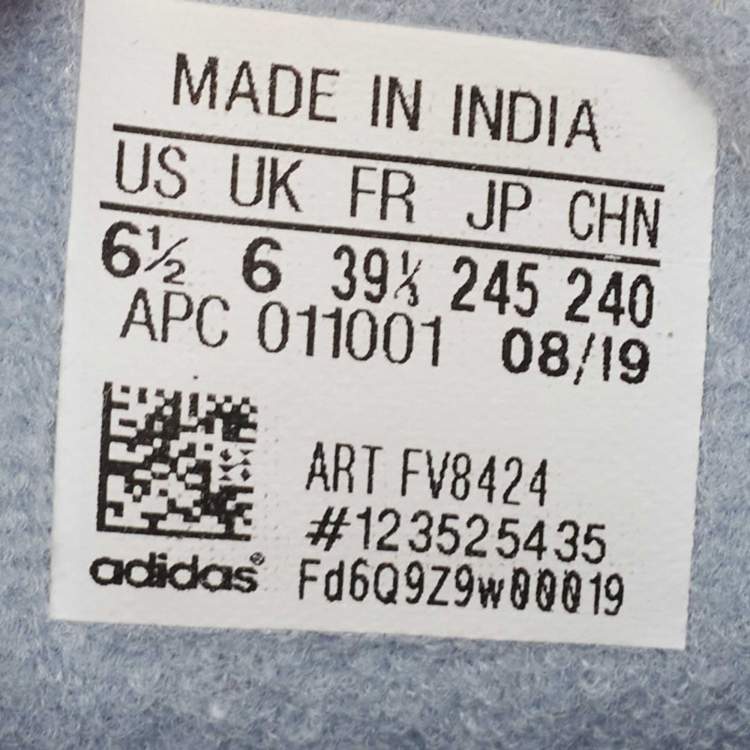 MADE IN INDIA
US UK FR JP CHN
6½ 6 39⅓ 245 240
APC 011001 08/19
ART FV8424
#123525435
adidas®
Fd6Q9Z9w00019